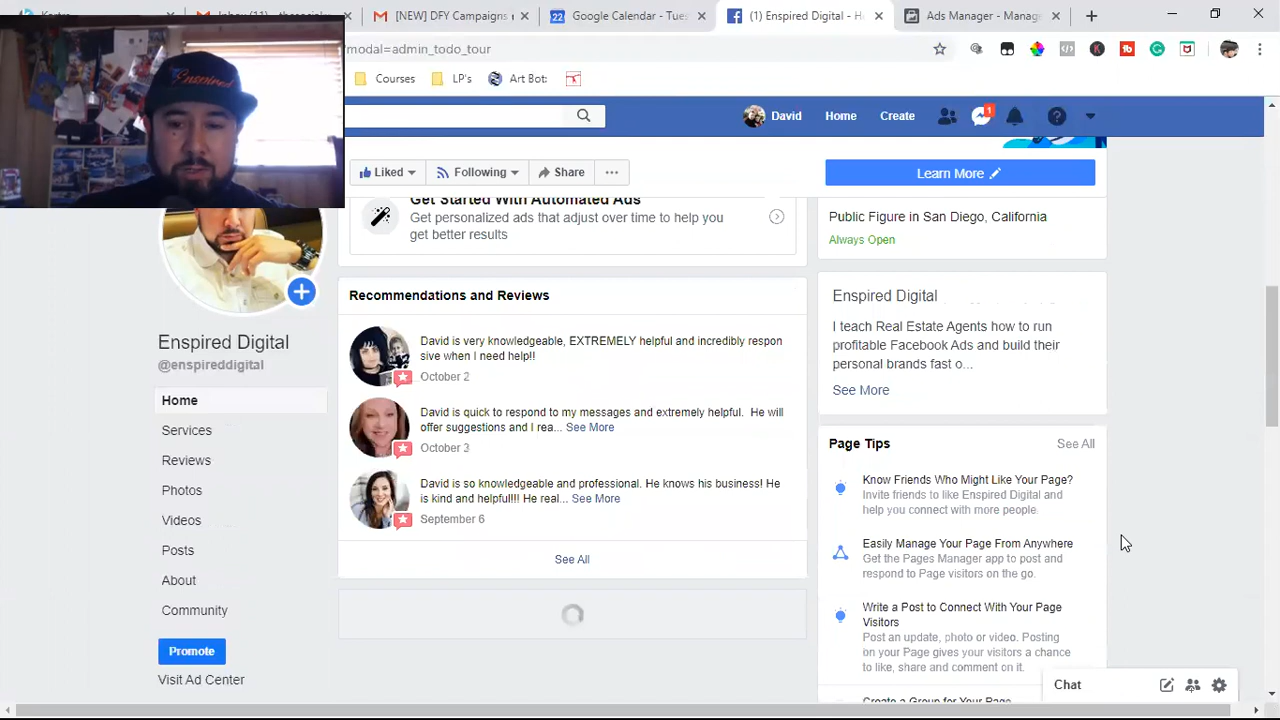 Inbox (11) - thesocialn
[NEW] DFY Campaigns
Google Calendar - Tues
(1) Enspired Digital - H
Ads Manager - Manag
/modal=admin_todo_tour
Courses
LP's
Art Bot:
Enspired
David
Home
Create
1
Liked
Following
Share
Learn More
Get Started With Automated Ads
Get personalized ads that adjust over time to help you
get better results
Public Figure in San Diego, California
Always Open
Enspired Digital
@enspireddigital
Home
Services
Reviews
Photos
Videos
Posts
About
Community
Promote
Visit Ad Center
Recommendations and Reviews
David is very knowledgeable, EXTREMELY helpful and incredibly respon
sive when I need help!!
October 2
David is quick to respond to my messages and extremely helpful. He will
offer suggestions and I rea... See More
October 3
David is so knowledgeable and professional. He knows his business! He
is kind and helpful!!! He real... See More
September 6
See All
Enspired Digital
I teach Real Estate Agents how to run
profitable Facebook Ads and build their
personal brands fast o...
See More
Page Tips
See All
Know Friends Who Might Like Your Page?
Invite friends to like Enspired Digital and
help you connect with more people.
Easily Manage Your Page From Anywhere
Get the Pages Manager app to post and
respond to Page visitors on the go.
Write a Post to Connect With Your Page
Visitors
Post an update, photo or video. Posting
on your Page gives your visitors a chance
to like, share and comment on it.
Create a Group for Your Page
Chat